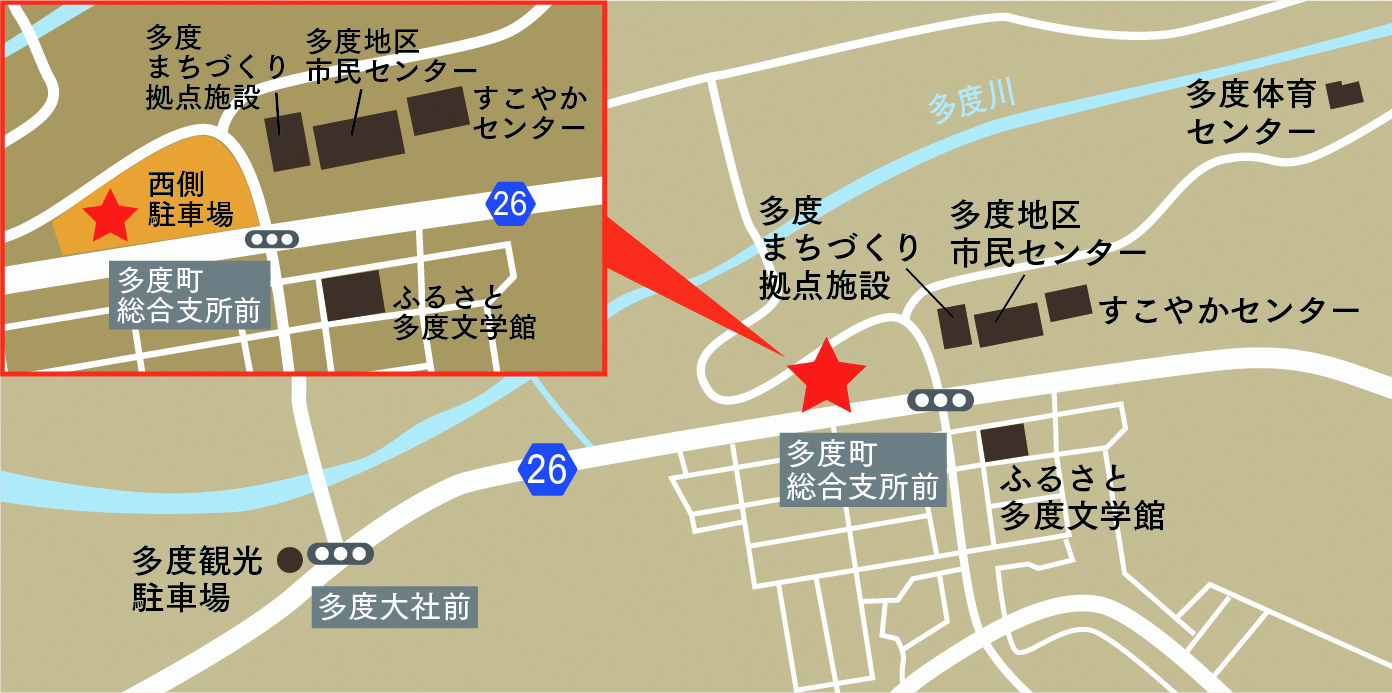 多度
まちづくり
拠点施設
多度地区
市民センター
すこやか
センター
西側
駐車場
26
多度町
総合支所前
ふるさと
多度文学館
多度川
多度体育
センター
多度
まちづくり
拠点施設
多度地区
市民センター
すこやかセンター
多度町
総合支所前
ふるさと
多度文学館
26
多度観光
駐車場
多度大社前